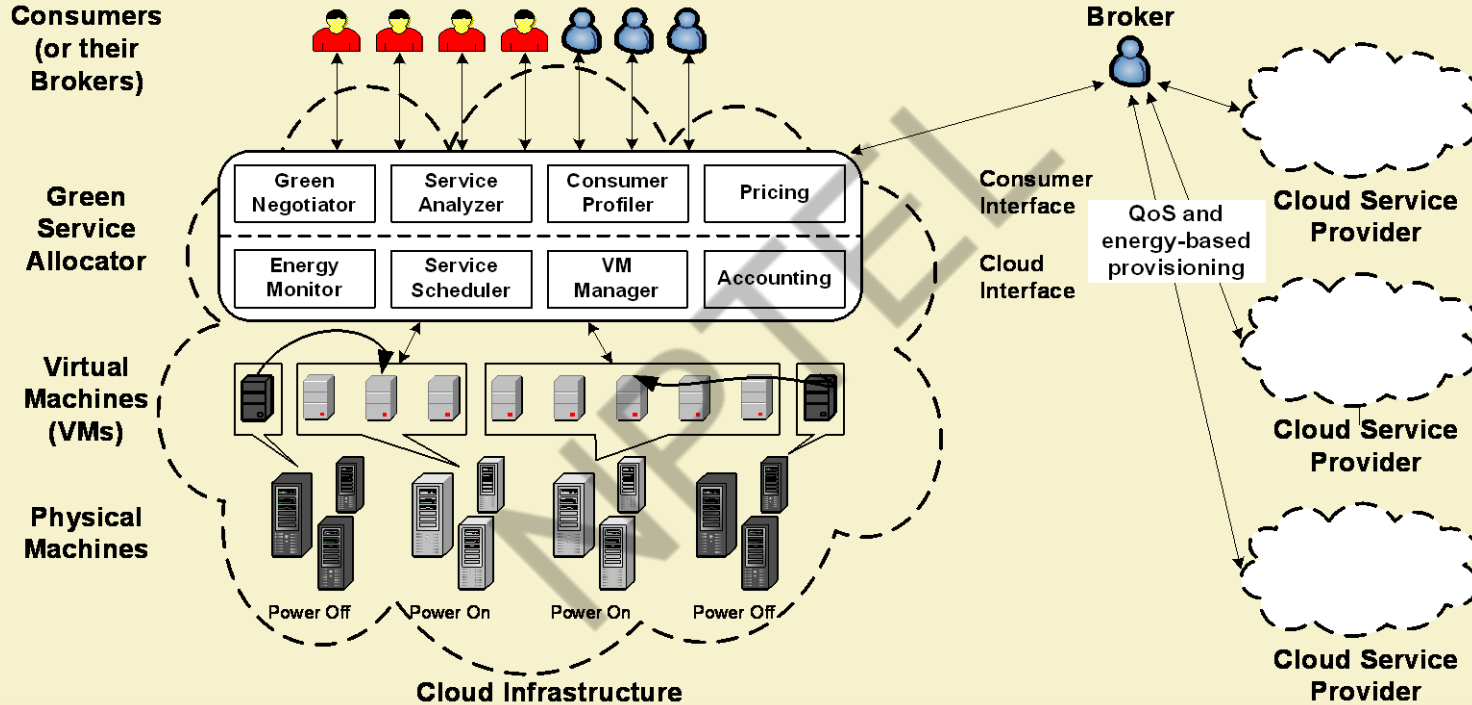 Consumers
(or their
Brokers)
Broker
Green
Negotiator
Service
Analyzer
Consumer
Profiler
Pricing
Green
Service
Allocator
Energy
Monitor
Service
Scheduler
VM
Manager
Accounting
Consumer
Interface
Cloud
Interface
QoS and
energy-based
provisioning
Cloud Service
Provider
Virtual
Machines
(VMs)
Cloud Service
Provider
Physical
Machines
Power Off
Power On
Power On
Power Off
Cloud Service
Provider
Cloud Infrastructure
NPTEL